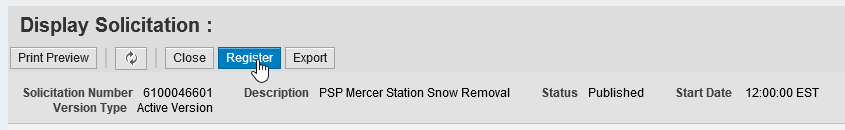 Display Solicitation :
Print Preview Close Register Export
Solicitation Number 6100046601 Description PSP Mercer Station Snow Removal Status Published Start Date 12:00:00 EST
Version Type Active Version